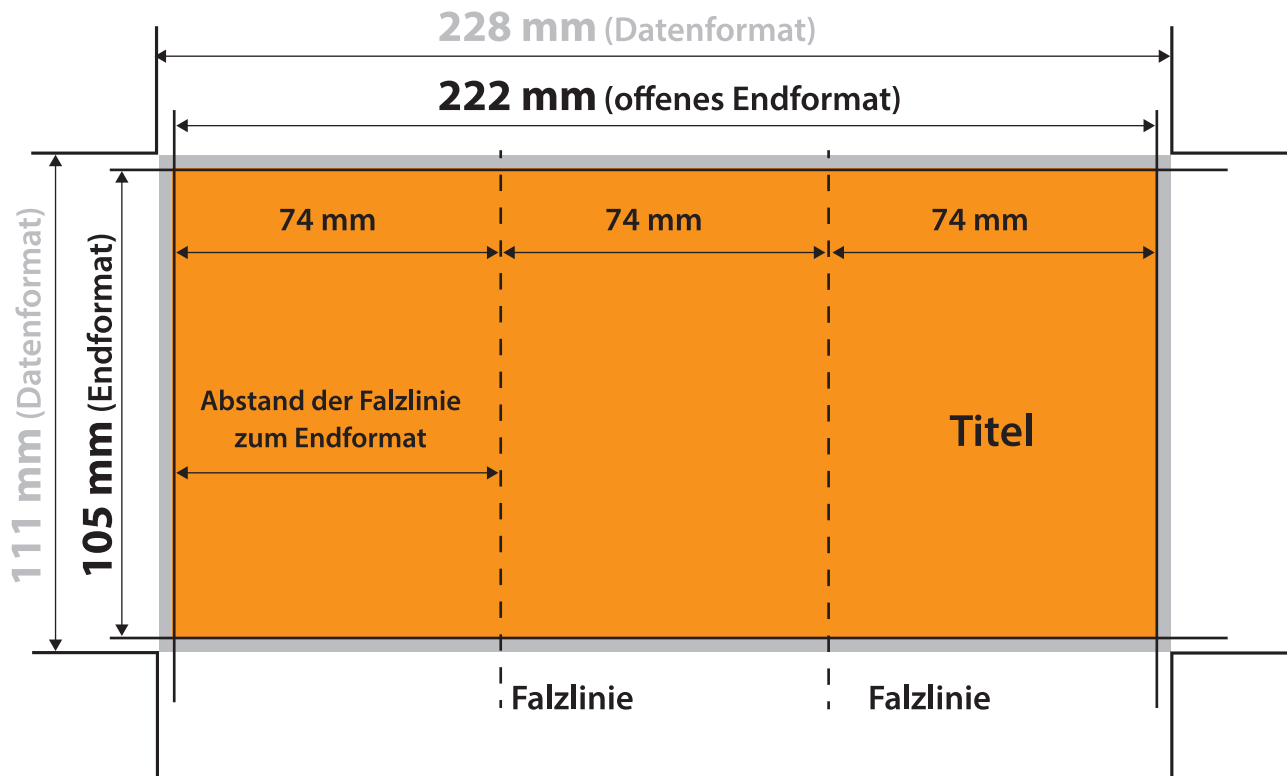 228 mm (Datenformat)
222 mm (offenes Endformat)
111 mm (Datenformat)
105 mm (Endformat)
74 mm
74 mm
74 mm
Abstand der Falzlinie
zum Endformat
Titel
Falzlinie
Falzlinie